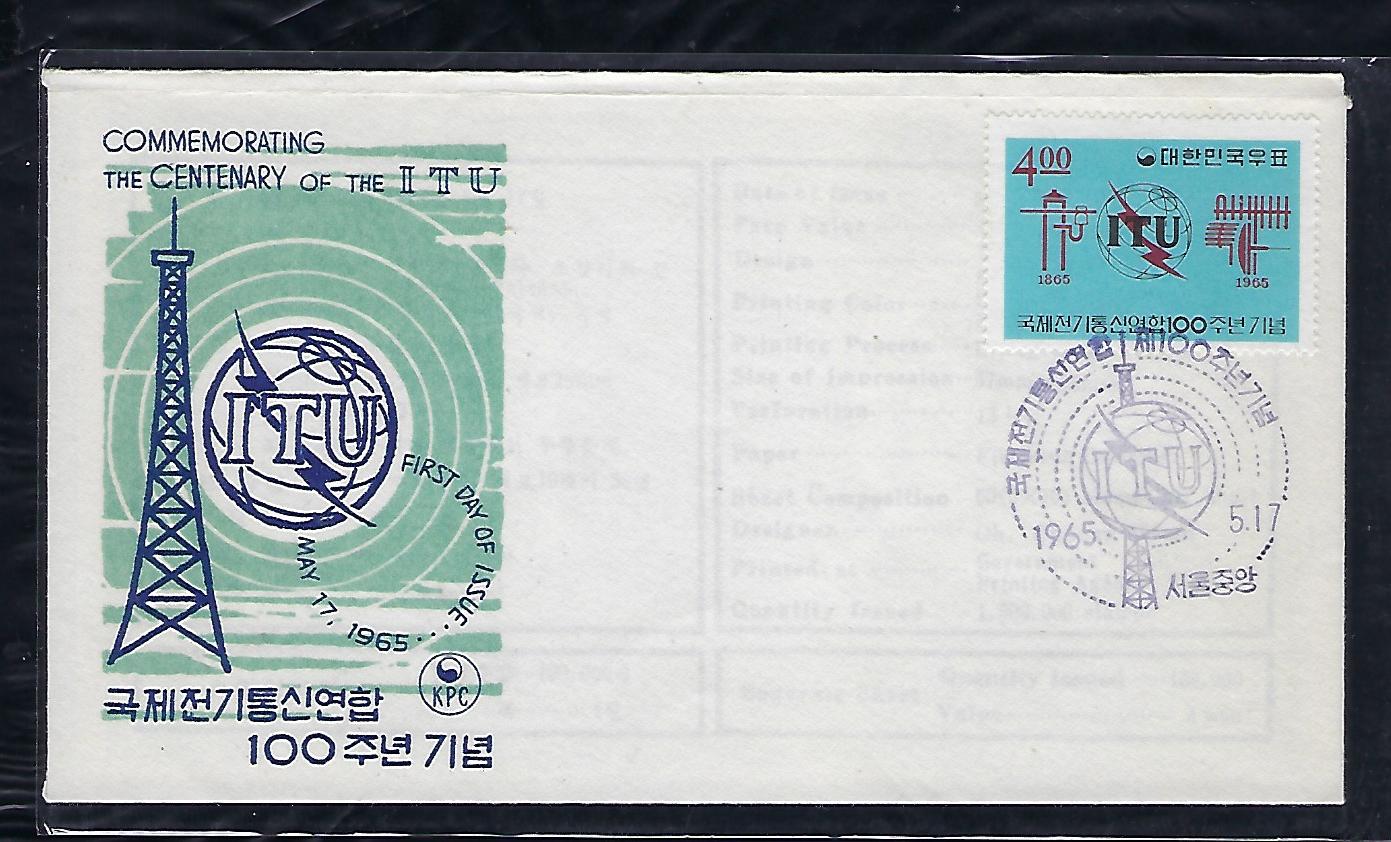 COMMEMORATING
THE CENTENARY OF THE ITU
ITU
FIRST DAY OF ISSUE...
MAY 17, 1965
KPC
국제전기통신연합
100주년 기념
4.00
대한민국우표
ITU
1865
1965
국제전기통신연합100주년기념
국제전기통신연합 제100주년기념
ITU
1965.
5.17
서울중앙
Date of Issue
Face Value
Design
Printing Color
Printing Process
Size of Impression
Perforation
Paper
Sheet Composition
Designer
Printed at
Government
Quantity Issued
Quantity Issued
Value